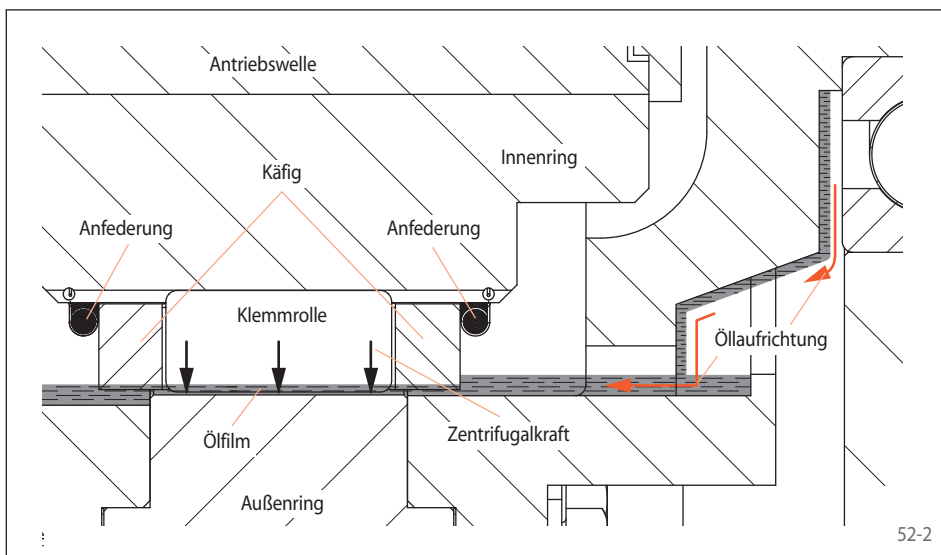 Antriebswelle
Innenring
Käfig
Anfederung
Anfederung
Klemmrolle
Öllaufrichtung
Ölfilm
Zentrifugalkraft
Außenring
52-2